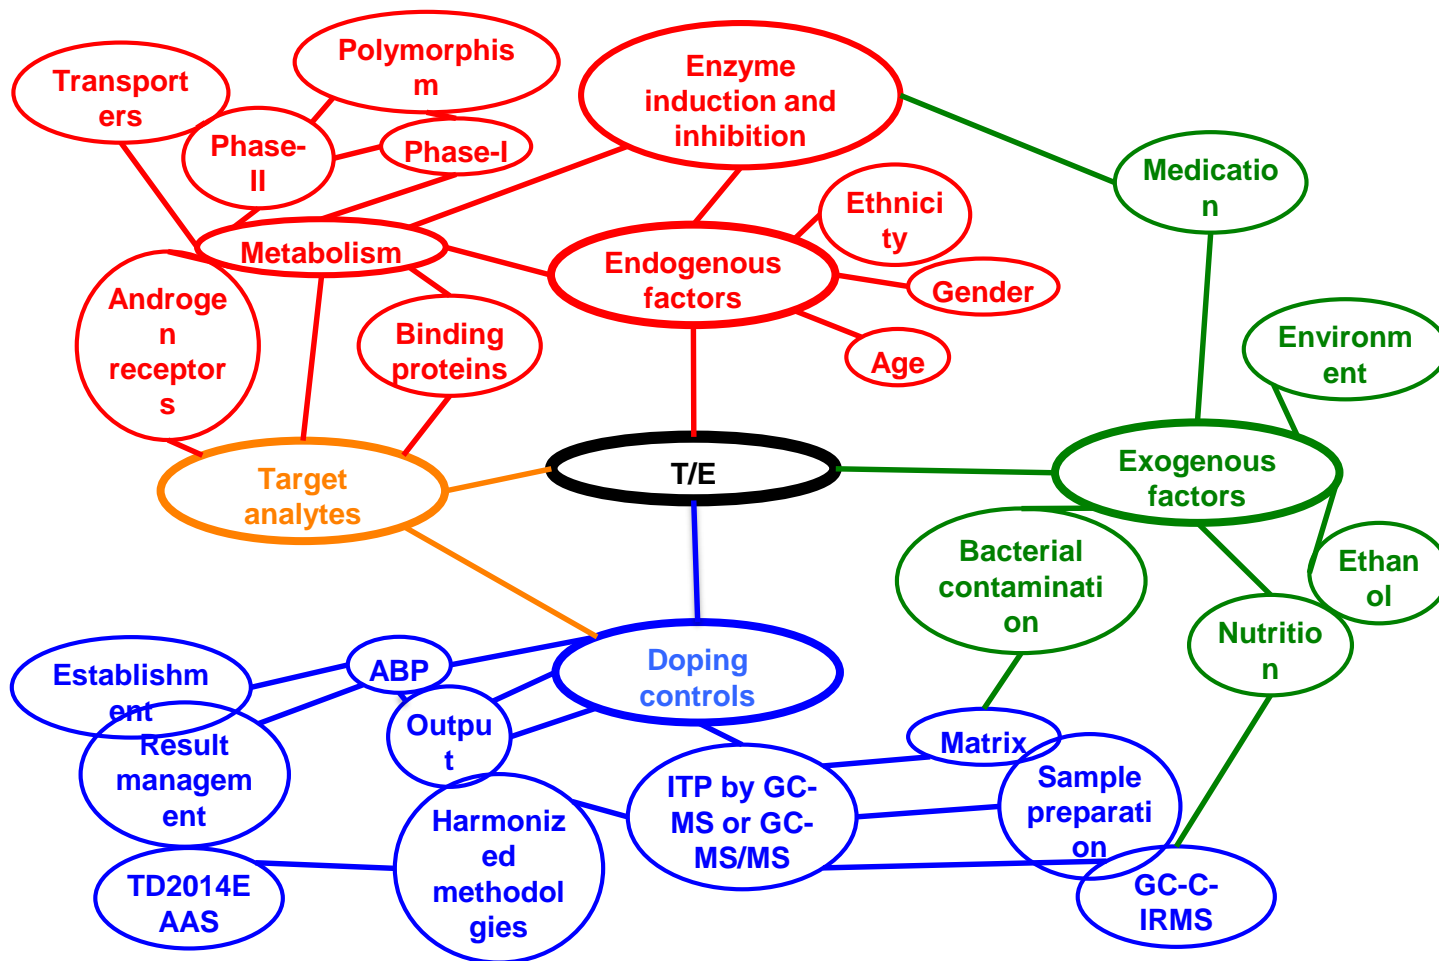 Polymorphis
m
Transport
ers
Enzyme
induction and
inhibition
Phase-
II
Phase-I
Medicatio
n
Ethnici
ty
Metabolism
Endogenous
factors
Gender
Androge
n
receptor
s
Binding
proteins
Age
Environm
ent
Target
analytes
T/E
Exogenous
factors
Bacterial
contaminati
on
Ethan
ol
Nutritio
n
Establishm
ent
ABP
Doping
controls
Outpu
t
Result
managem
ent
Matrix
ITP by GC-
MS or GC-
MS/MS
Sample
preparati
on
Harmoniz
ed
methodol
gies
TD2014E
AAS
GC-C-
IRMS